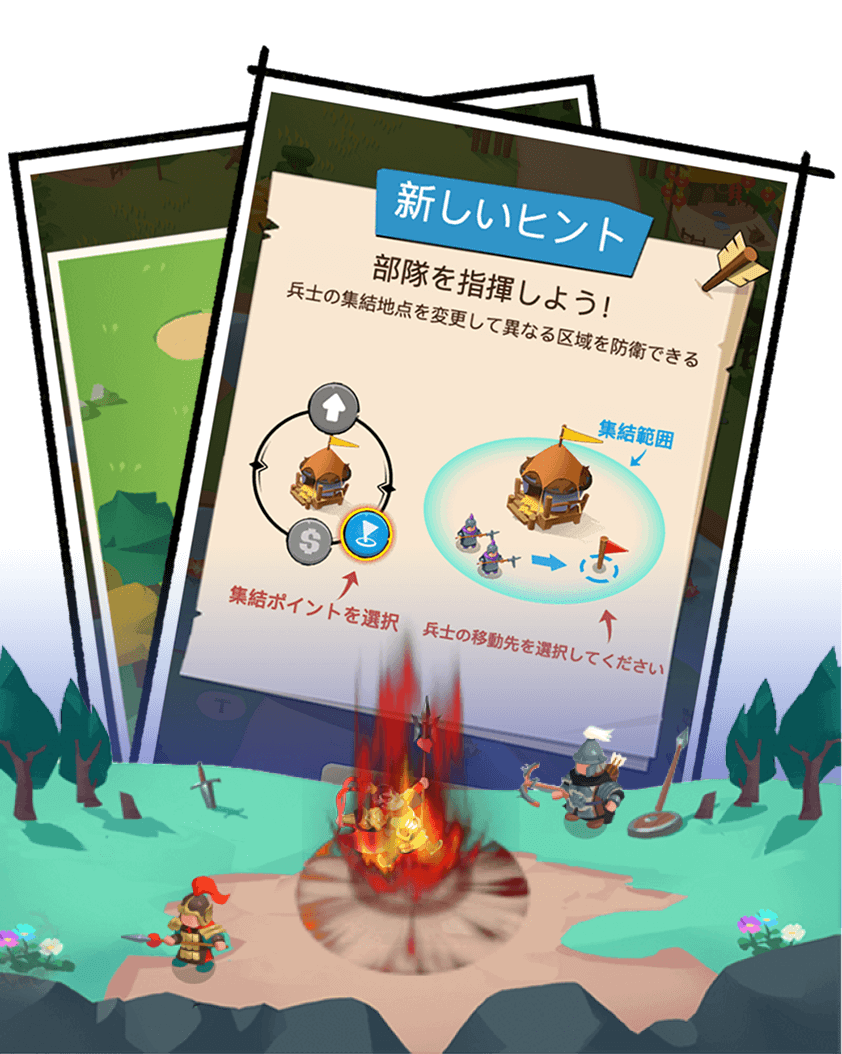 新しいヒント
部隊を指揮しよう!
兵士の集結地点を変更して異なる区域を防衛できる
集結範囲
$
集結ポイントを選択
兵士の移動先を選択してください
T